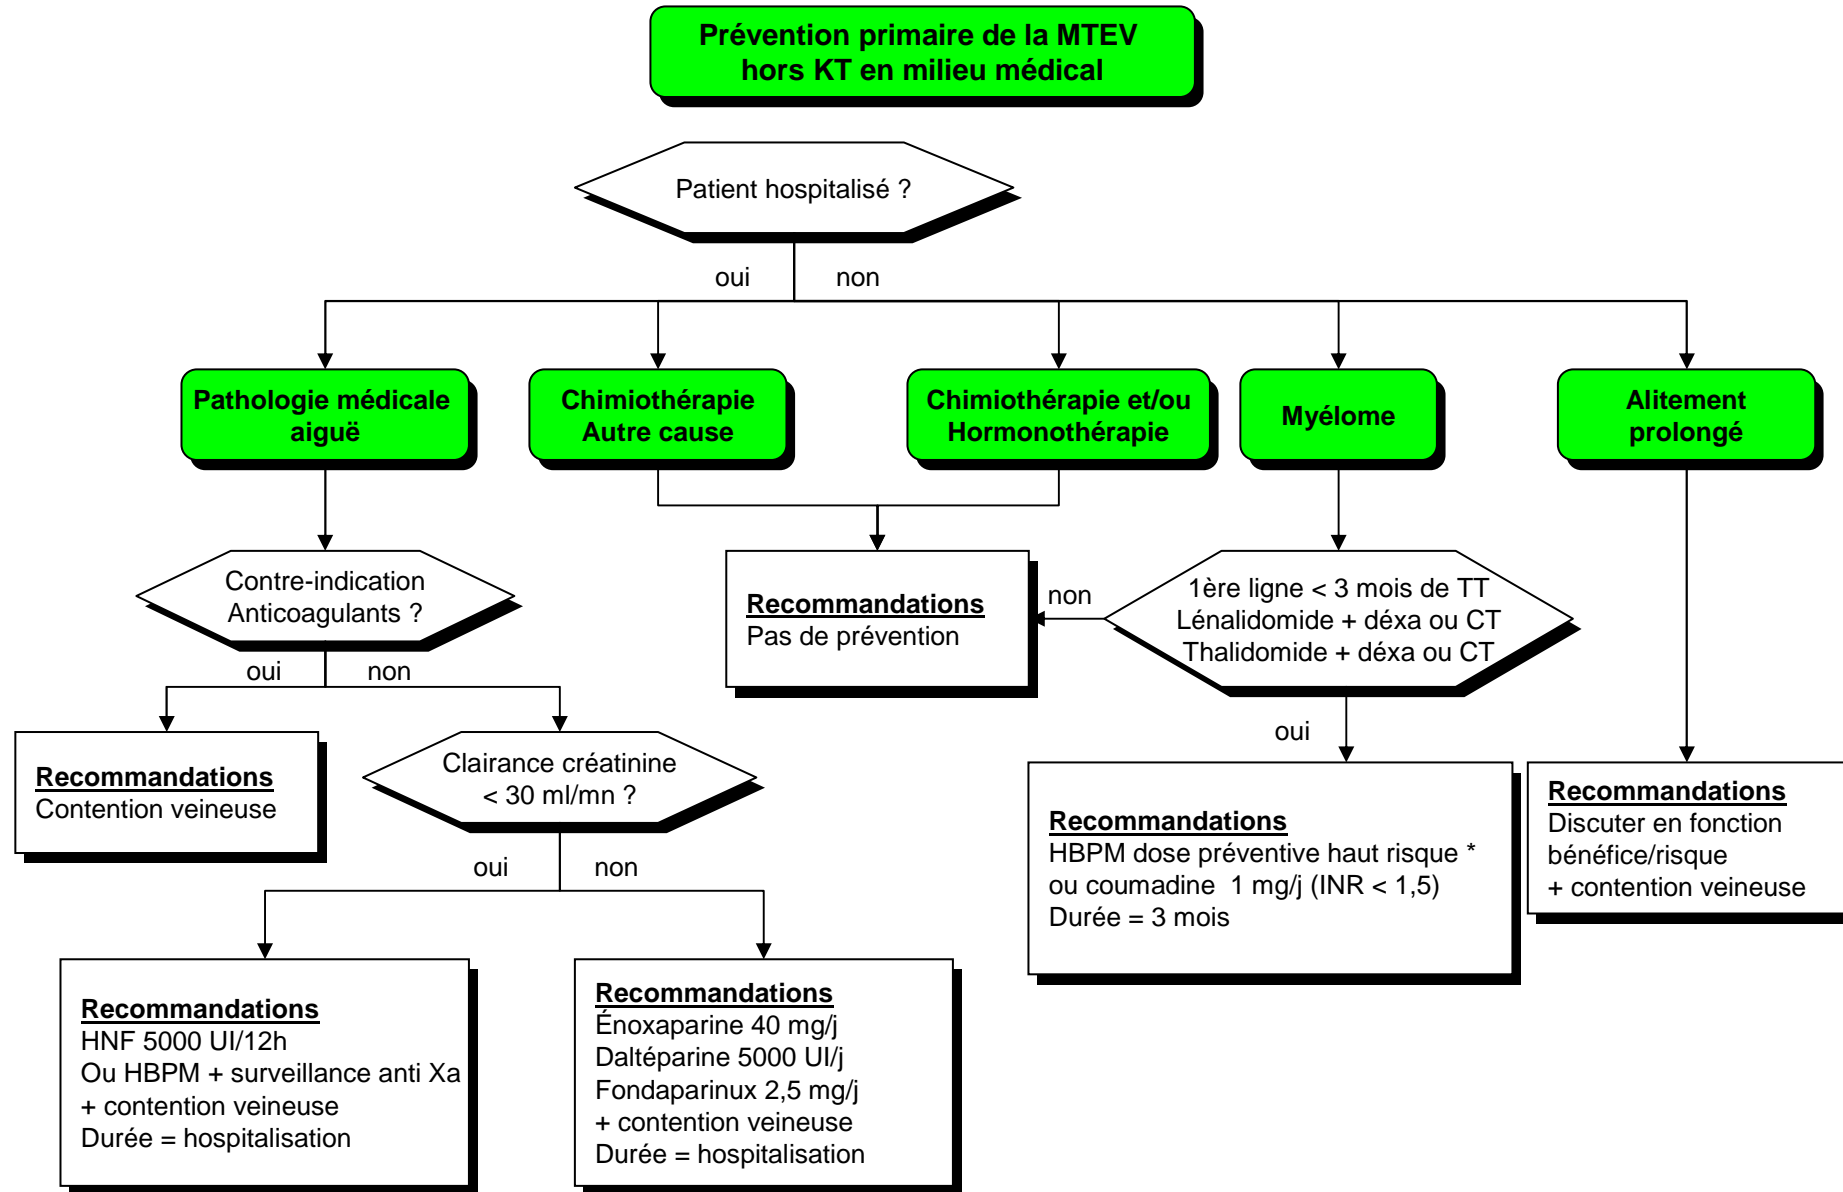 Prévention primaire de la MTEV
hors KT en milieu médical
Patient hospitalisé ?
oui
non
Pathologie médicale
aiguë
Chimiothérapie
Autre cause
Chimiothérapie et/ou
Hormonothérapie
Myélome
Alitement
prolongé
Contre-indication
Anticoagulants ?
Recommandations
Pas de prévention
non
1ère ligne < 3 mois de TT
Lénalidomide + déxa ou CT
Thalidomide + déxa ou CT
oui
non
oui
Recommandations
Contention veineuse
Clairance créatinine
< 30 ml/mn ?
Recommandations
HBPM dose préventive haut risque *
ou coumadine 1 mg/j (INR < 1,5)
Durée = 3 mois
Recommandations
Discuter en fonction
bénéfice/risque
+ contention veineuse
oui
non
Recommandations
HNF 5000 UI/12h
Ou HBPM + surveillance anti Xa
+ contention veineuse
Durée = hospitalisation
Recommandations
Énoxaparine 40 mg/j
Daltéparine 5000 UI/j
Fondaparinux 2,5 mg/j
+ contention veineuse
Durée = hospitalisation